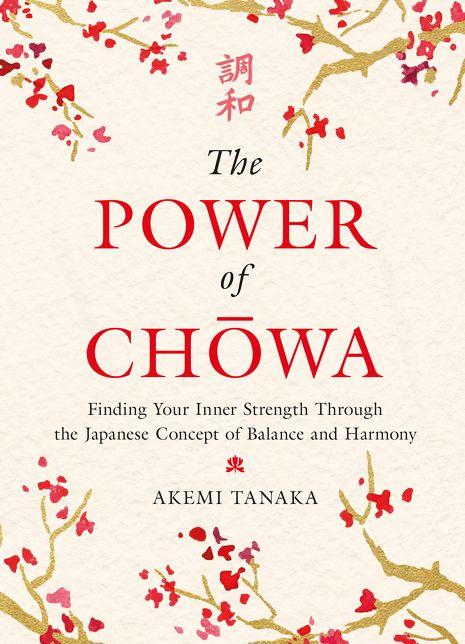 調
和
The
POWER
of
CHŌWA
Finding Your Inner Strength Through
the Japanese Concept of Balance and Harmony
AKEMI TANAKA